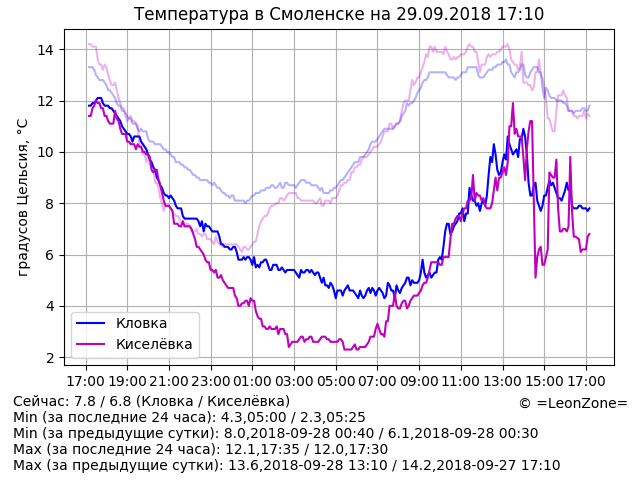 Температура в Смоленске на 29.09.2018 17:10
градусов Цельсия, °C
14
12
10
8
6
4
2
Кловка
Киселёвка
17:00 19:00 21:00 23:00 01:00 03:00 05:00 07:00 09:00 11:00 13:00 15:00 17:00
Сейчас: 7.8 / 6.8 (Кловка / Киселёвка)
© =LeonZone=
Min (за последние 24 часа): 4.3,05:00 / 2.3,05:25
Min (за предыдущие сутки): 8.0,2018-09-28 00:40 / 6.1,2018-09-28 00:30
Max (за последние 24 часа): 12.1,17:35 / 12.0,17:30
Max (за предыдущие сутки): 13.6,2018-09-28 13:10 / 14.2,2018-09-27 17:10